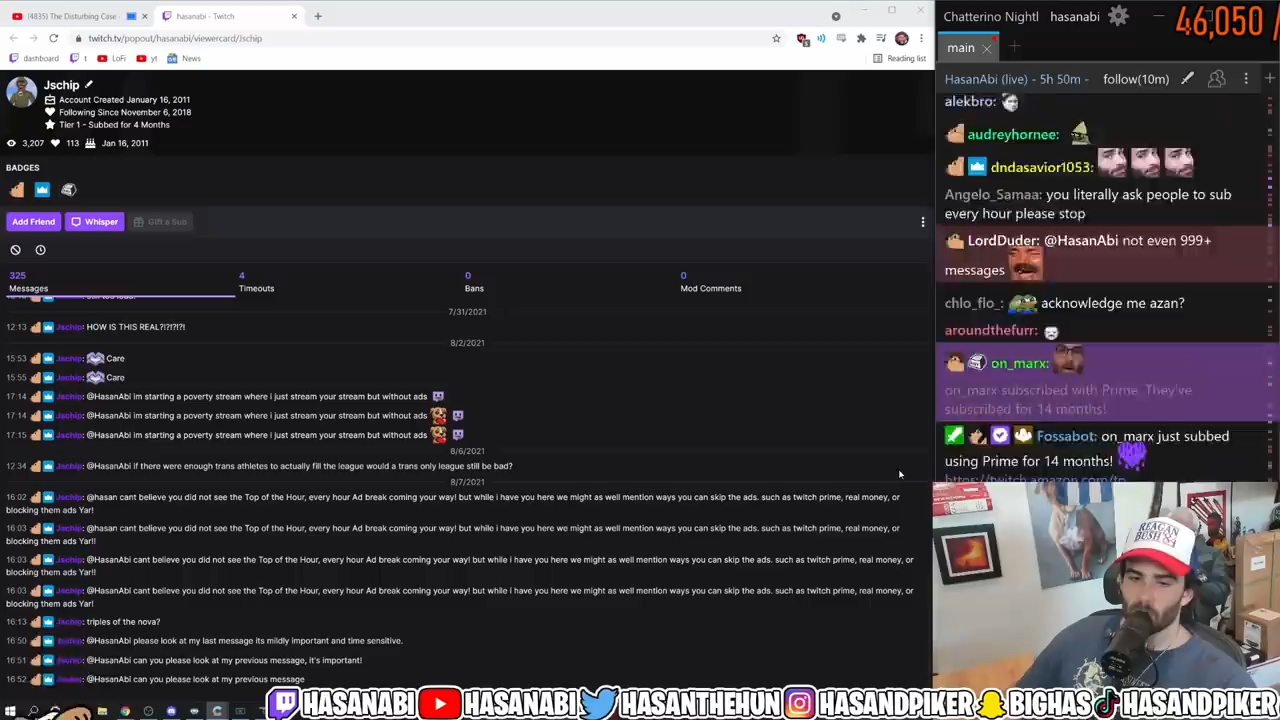 (4835) The Disturbing Case
hasanabi - Twitch
twitch.tv/popout/hasanabi/viewercard/Jschip
dashboard
t
LoFi
yt
News
Reading list
Jschip
Account Created January 16, 2011
Following Since November 6, 2018
Tier 1 - Subbed for 4 Months
3,207 113 Jan 16, 2011
BADGES
Add Friend Whisper Gift a Sub
325 4 0 0
Messages Timeouts Bans Mod Comments
7/31/2021
12:13 Jschip: HOW IS THIS REAL?!?!?!?!
8/2/2021
15:53 Jschip: Care
15:55 Jschip: Care
17:14 Jschip: @HasanAbi im starting a poverty stream where i just stream your stream but without ads
17:14 Jschip: @HasanAbi im starting a poverty stream where i just stream your stream but without ads
17:15 Jschip: @HasanAbi im starting a poverty stream where i just stream your stream but without ads
8/6/2021
12:34 Jschip: @HasanAbi if there were enough trans athletes to actually fill the league would a trans only league still be bad?
8/7/2021
16:02 Jschip: @hasan cant believe you did not see the Top of the Hour, every hour Ad break coming your way! but while i have you here we might as well mention ways you can skip the ads. such as twitch prime, real money, or
blocking them ads Yar!
16:03 Jschip: @hasan cant believe you did not see the Top of the Hour, every hour Ad break coming your way! but while i have you here we might as well mention ways you can skip the ads. such as twitch prime, real money, or
blocking them ads Yar!!
16:03 Jschip: @HasanAbi cant believe you did not see the Top of the Hour, every hour Ad break coming your way! but while i have you here we might as well mention ways you can skip the ads. such as twitch prime, real money, or
blocking them ads Yar!!
16:03 Jschip: @HasanAbi cant believe you did not see the Top of the Hour, every hour Ad break coming your way! but while i have you here we might as well mention ways you can skip the ads. such as twitch prime, real money, or
blocking them ads Yar!
16:13 Jschip: triples of the nova?
16:50 Jschip: @HasanAbi please look at my last message its mildly important and time sensitive.
16:51 Jschip: @HasanAbi can you please look at my previous message, it's important!
16:52 Jschip: @HasanAbi can you please look at my previous message
Chatterino Nightl hasanabi
46,050 /
main
HasanAbi (live) - 5h 50m - follow(10m)
alekbro:
audreyhornee:
dndasavior1053:
Angelo_Samaa: you literally ask people to sub
every hour please stop
LordDuder: @HasanAbi not even 999+
messages
chlo_flo_: acknowledge me azan?
aroundthefurr:
on_marx:
on_marx subscribed with Prime. They've
subscribed for 14 months!
Fossabot: on_marx just subbed
using Prime for 14 months!
REAGAN
BUSH
HASANABI HASANABI HASANTHEHUN HASANDPIKER BIGHAS HASANDPIKER